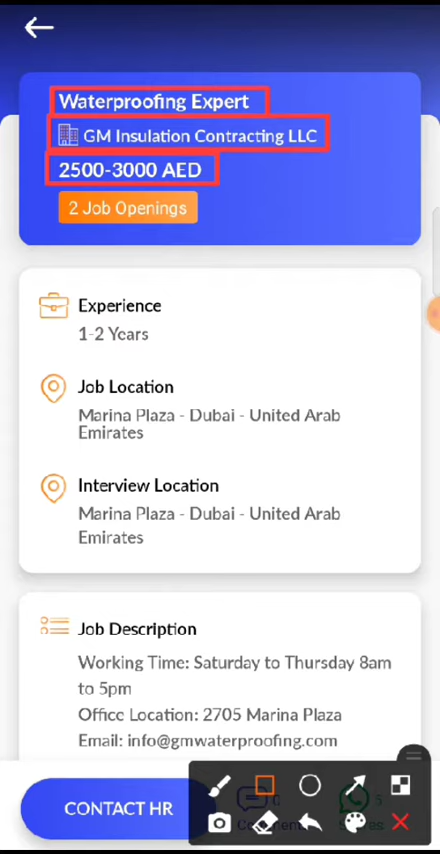 Waterproofing Expert
GM Insulation Contracting LLC
2500-3000 AED
2 Job Openings
Experience
1-2 Years
Job Location
Marina Plaza - Dubai - United Arab
Emirates
Interview Location
Marina Plaza - Dubai - United Arab
Emirates
Job Description
Working Time: Saturday to Thursday 8am
to 5pm
Office Location: 2705 Marina Plaza
Email: info@gmwaterproofing.com
CONTACT HR